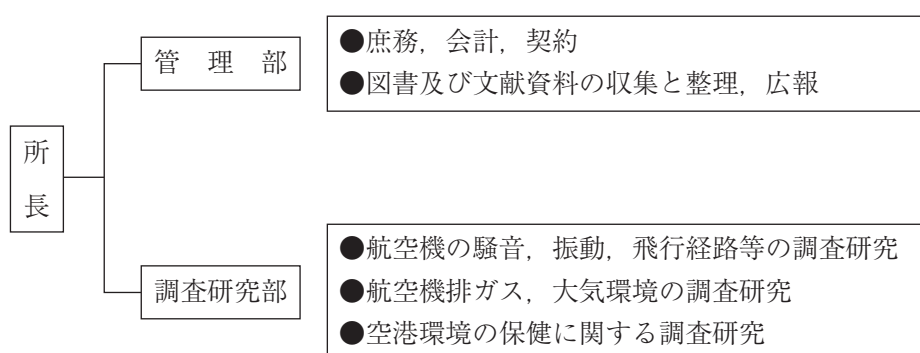 所長
管理部
●庶務，会計，契約
●図書及び文献資料の収集と整理，広報
調査研究部
●航空機の騒音，振動，飛行経路等の調査研究
●航空機排ガス，大気環境の調査研究
●空港環境の保健に関する調査研究